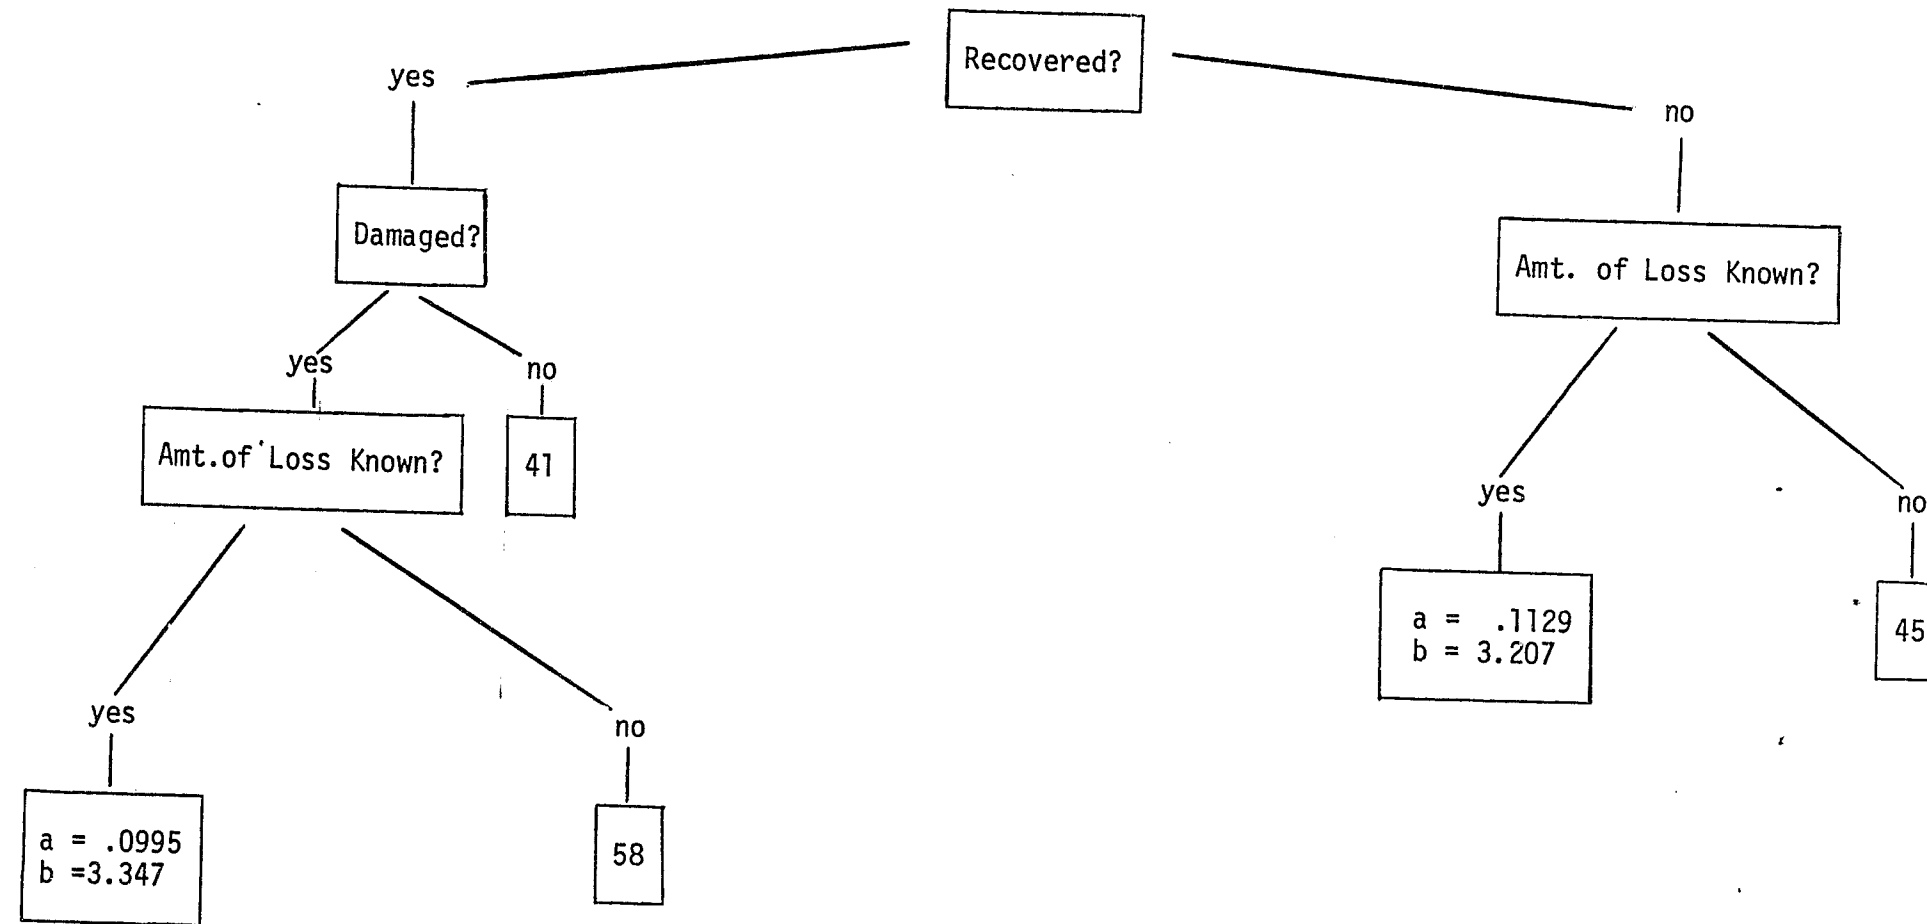 Recovered?
yes
no
Damaged?
Amt. of Loss Known?
yes
no
Amt.of Loss Known?
41
yes
no
a = .1129
b = 3.207
45
yes
no
a = .0995
b =3.347
58